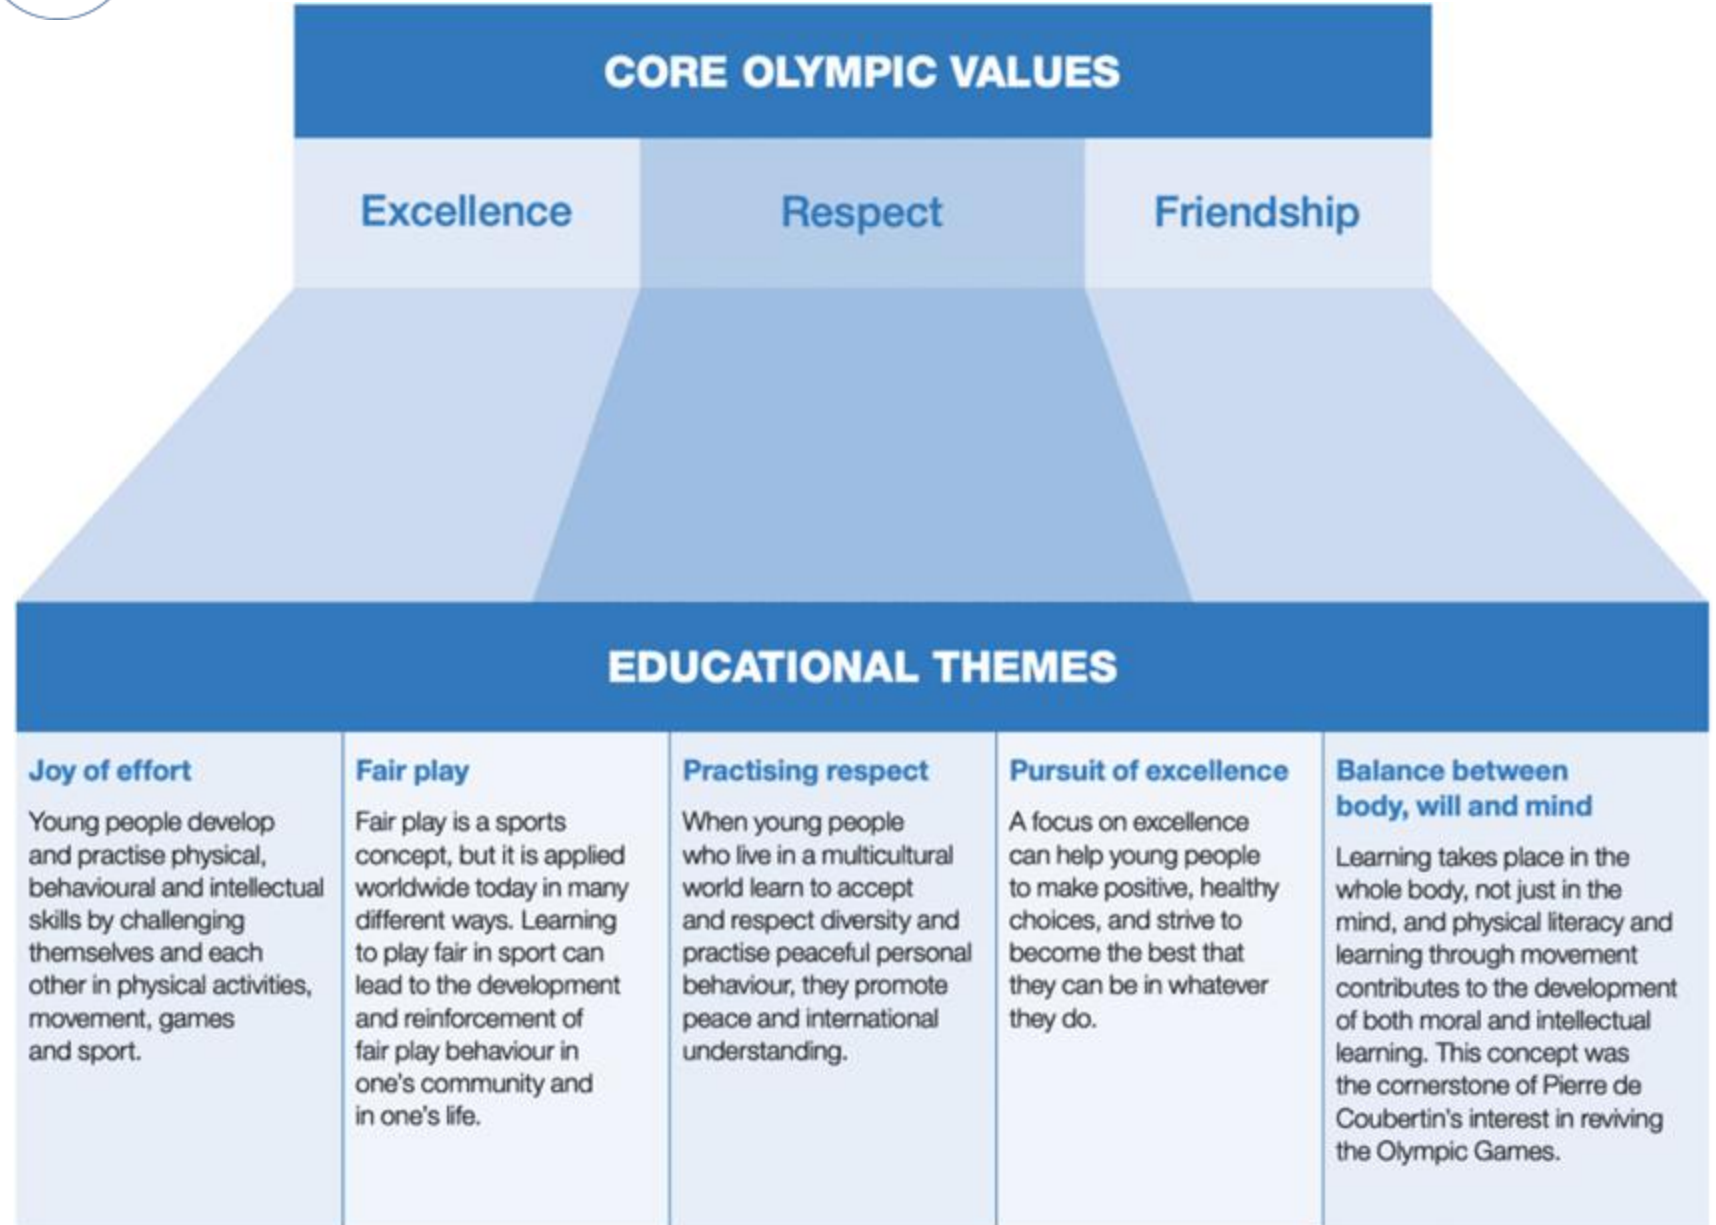 CORE OLYMPIC VALUES
Excellence
Respect
Friendship
EDUCATIONAL THEMES
Joy of effort
Young people develop
and practise physical,
behavioural and intellectual
skills by challenging
themselves and each
other in physical activities,
movement, games
and sport.
Fair play
Fair play is a sports
concept, but it is applied
worldwide today in many
different ways. Learning
to play fair in sport can
lead to the development
and reinforcement of
fair play behaviour in
one's community and
in one's life.
Practising respect
When young people
who live in a multicultural
world learn to accept
and respect diversity and
practise peaceful personal
behaviour, they promote
peace and international
understanding.
Pursuit of excellence
A focus on excellence
can help young people
to make positive, healthy
choices, and strive to
become the best that
they can be in whatever
they do.
Balance between
body, will and mind
Learning takes place in the
whole body, not just in the
mind, and physical literacy and
learning through movement
contributes to the development
of both moral and intellectual
learning. This concept was
the cornerstone of Pierre de
Coubertin's interest in reviving
the Olympic Games.